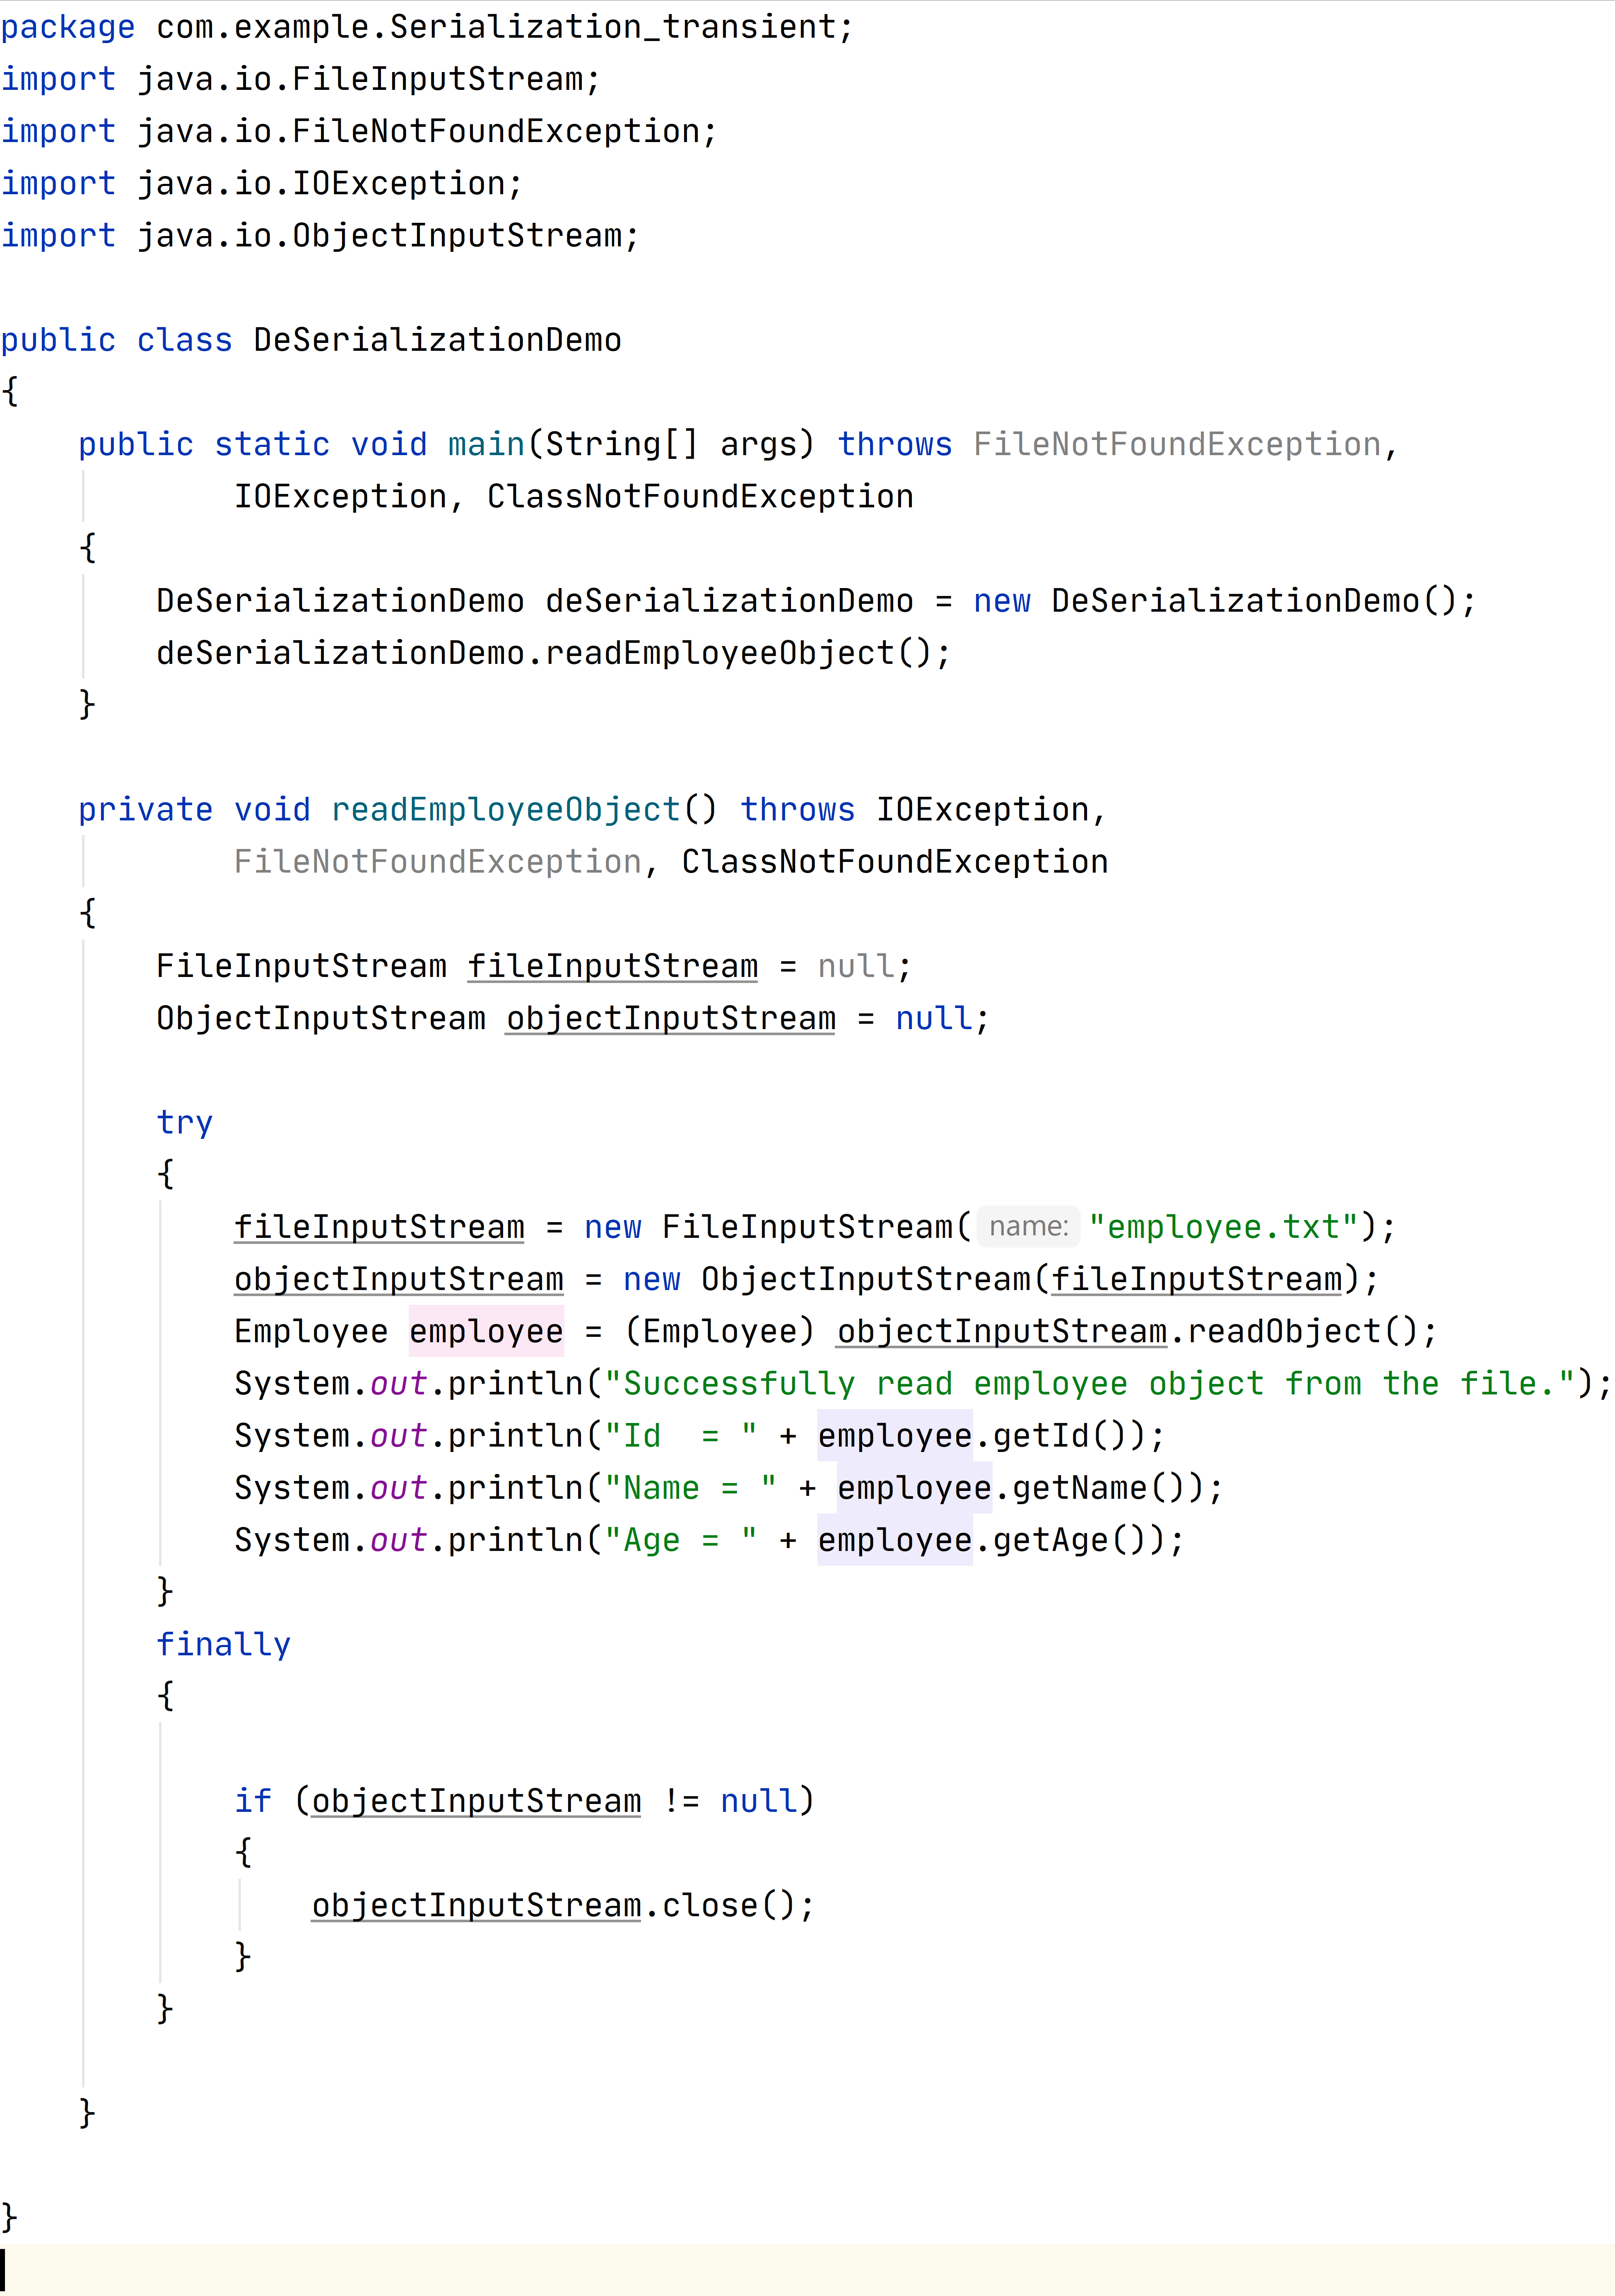 package com.example.Serialization_transient;
import java.io.FileInputStream;
import java.io.FileNotFoundException;
import java.io.IOException;
import java.io.ObjectInputStream;

public class DeSerializationDemo
{
    public static void main(String[] args) throws FileNotFoundException,
            IOException, ClassNotFoundException
    {
        DeSerializationDemo deSerializationDemo = new DeSerializationDemo();
        deSerializationDemo.readEmployeeObject();
    }

    private void readEmployeeObject() throws IOException,
            FileNotFoundException, ClassNotFoundException
    {
        FileInputStream fileInputStream = null;
        ObjectInputStream objectInputStream = null;

        try
        {
            fileInputStream = new FileInputStream( name: "employee.txt");
            objectInputStream = new ObjectInputStream(fileInputStream);
            Employee employee = (Employee) objectInputStream.readObject();
            System.out.println("Successfully read employee object from the file.");
            System.out.println("Id  = " + employee.getId());
            System.out.println("Name = " + employee.getName());
            System.out.println("Age = " + employee.getAge());
        }
        finally
        {

            if (objectInputStream != null)
            {
                objectInputStream.close();
            }
        }

    }

}